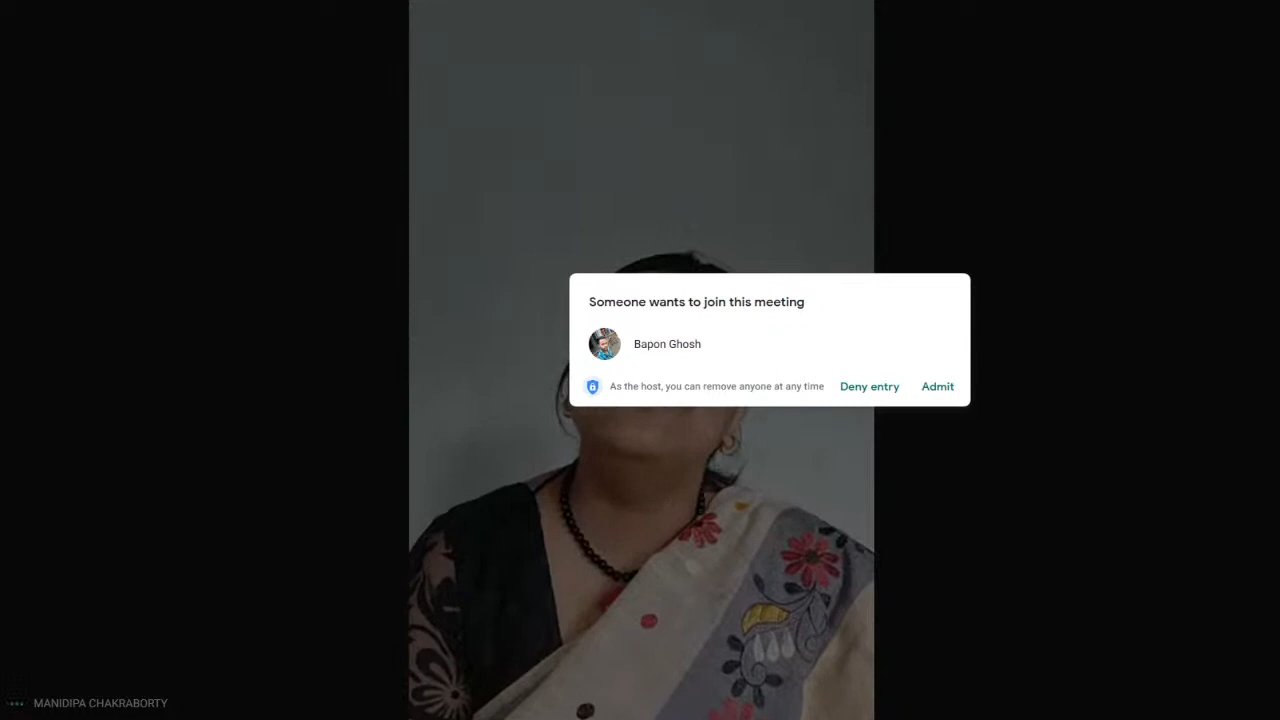 Someone wants to join this meeting
Bapon Ghosh
As the host, you can remove anyone at any time Deny entry Admit
MANIDIPA CHAKRABORTY